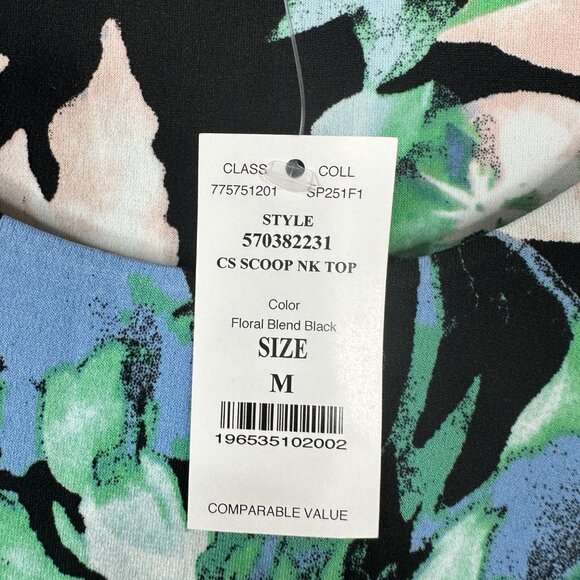 CLASS COLL
775751201 SP251F1
STYLE
570382231
CS SCOOP NK TOP
Color
Floral Blend Black
SIZE
M
196535102002
COMPARABLE VALUE